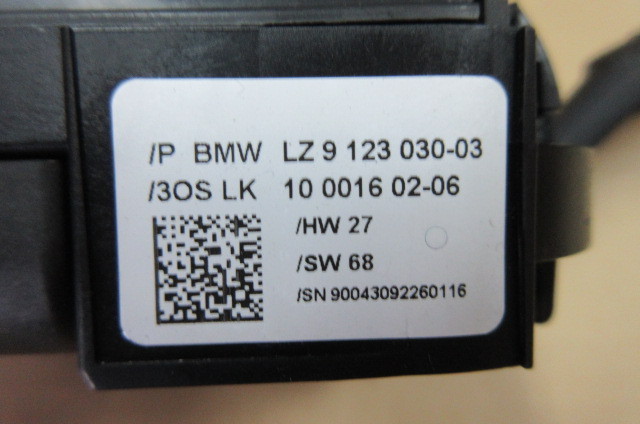 /P BMW LZ 9 123 030-03
/3OS LK 10 0016 02-06
/HW 27
/SW 68
/SN 90043092260116